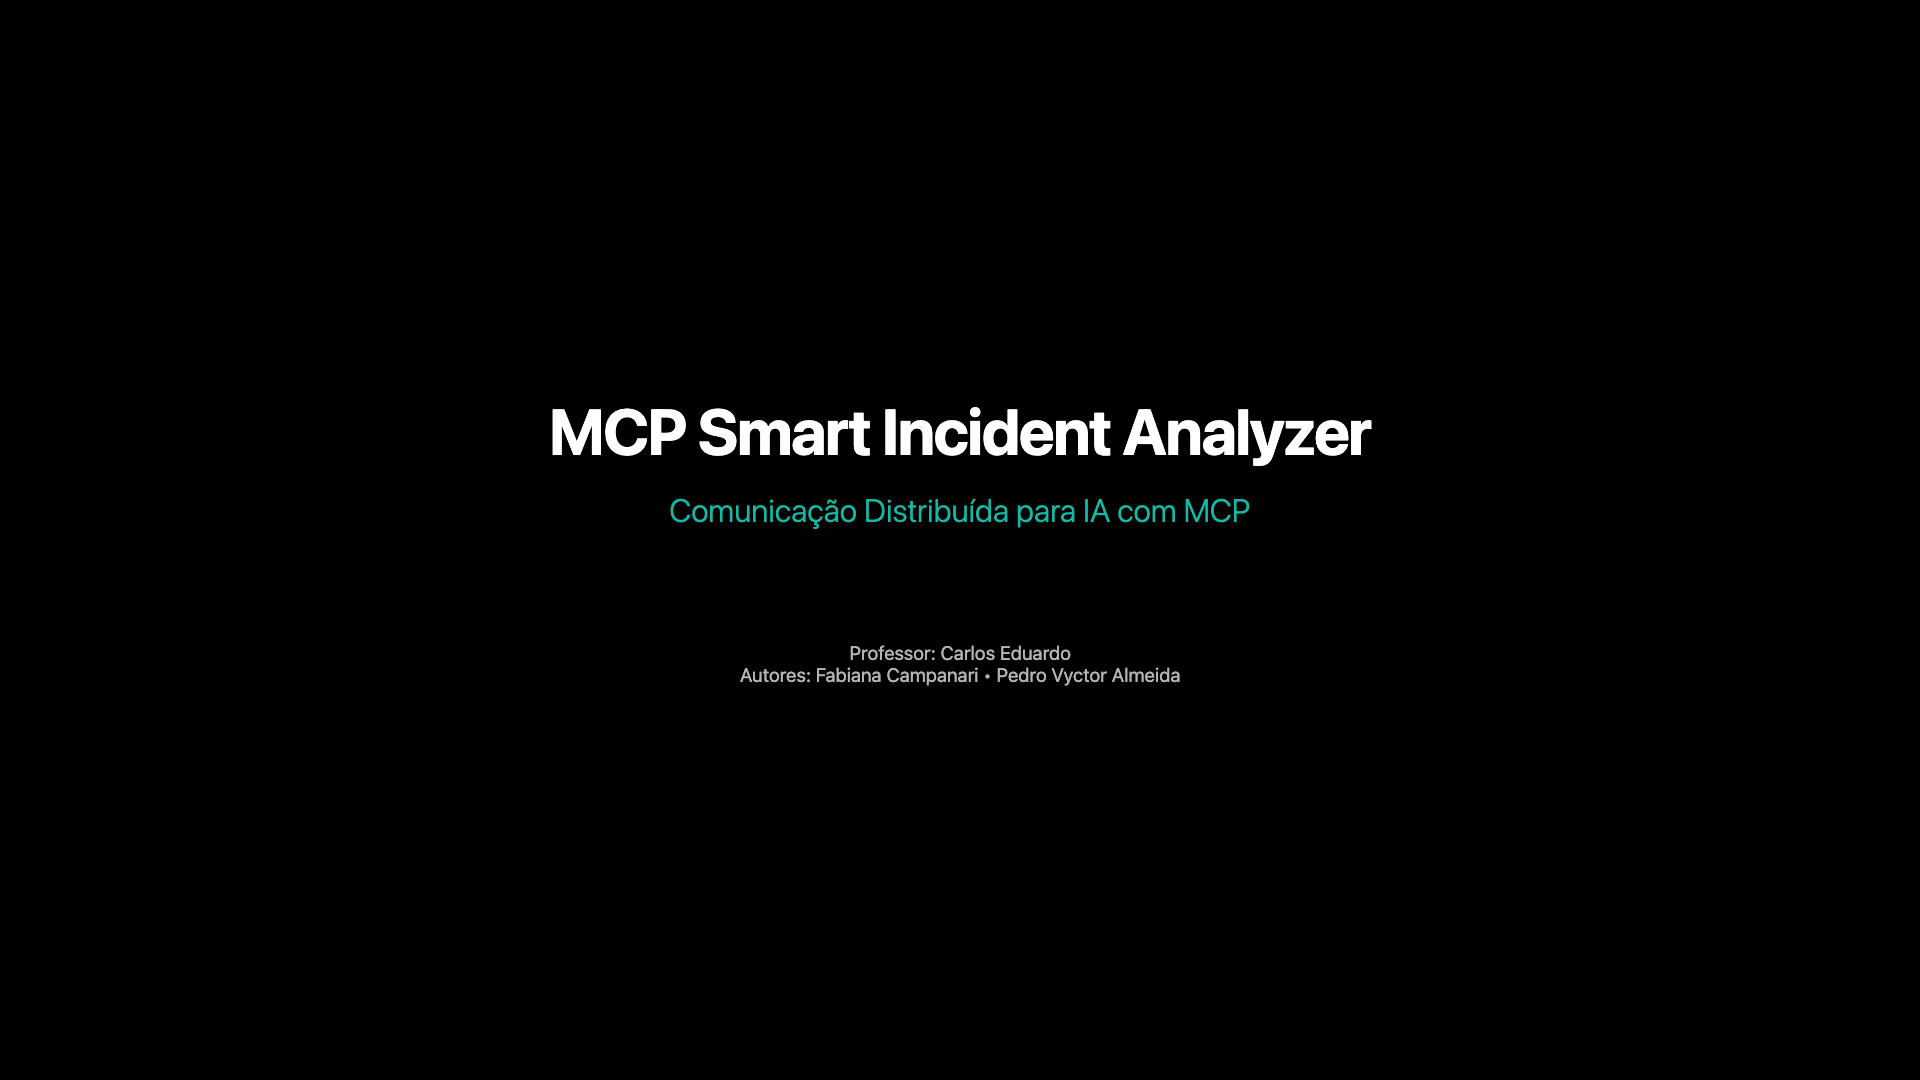 MCP Smart Incident Analyzer
Comunicação Distribuída para IA com MCP
Professor: Carlos Eduardo
Autores: Fabiana Campanari • Pedro Vyctor Almeida